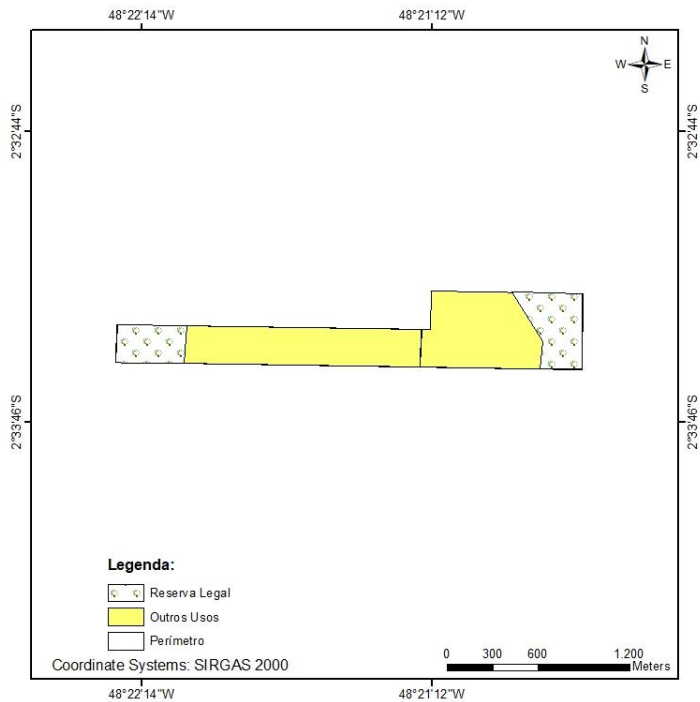 48°22'14"W 48°21'12"W
N
W E
S
2°32'44"S 2°32'44"S
2°33'46"S 2°33'46"S
Legenda:
Reserva Legal
Outros Usos
Perímetro
Coordinate Systems: SIRGAS 2000
0 300 600 1.200
Meters
48°22'14"W 48°21'12"W